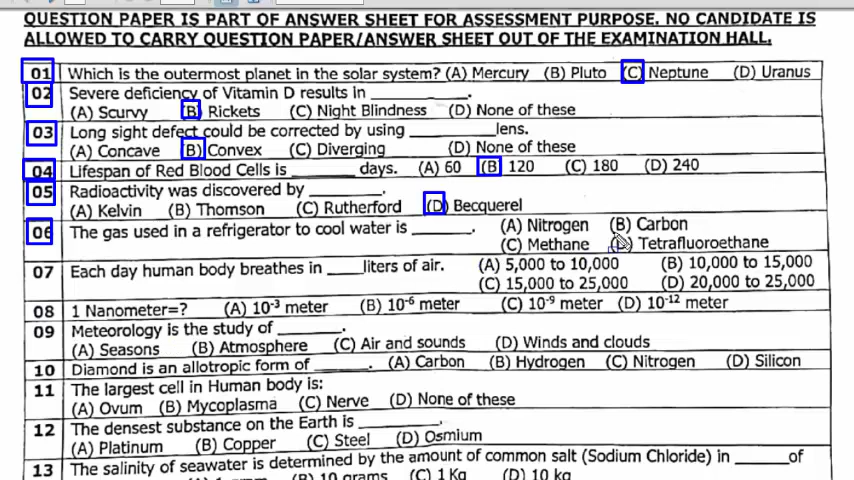 QUESTION PAPER IS PART OF ANSWER SHEET FOR ASSESSMENT PURPOSE. NO CANDIDATE IS
ALLOWED TO CARRY QUESTION PAPER/ANSWER SHEET OUT OF THE EXAMINATION HALL.
01 Which is the outermost planet in the solar system? (A) Mercury (B) Pluto (C) Neptune (D) Uranus
02 Severe deficiency of Vitamin D results in ___________.
(A) Scurvy (B) Rickets (C) Night Blindness (D) None of these
03 Long sight defect could be corrected by using _________lens.
(A) Concave (B) Convex (C) Diverging (D) None of these
04 Lifespan of Red Blood Cells is _______ days. (A) 60 (B) 120 (C) 180 (D) 240
05 Radioactivity was discovered by ________.
(A) Kelvin (B) Thomson (C) Rutherford (D) Becquerel
06 The gas used in a refrigerator to cool water is _______. (A) Nitrogen (B) Carbon
(C) Methane (D) Tetrafluoroethane
07 Each day human body breathes in ____liters of air. (A) 5,000 to 10,000 (B) 10,000 to 15,000
(C) 15,000 to 25,000 (D) 20,000 to 25,000
08 1 Nanometer=? (A) 10⁻³ meter (B) 10⁻⁶ meter (C) 10⁻⁹ meter (D) 10⁻¹² meter
09 Meteorology is the study of _______.
(A) Seasons (B) Atmosphere (C) Air and sounds (D) Winds and clouds
10 Diamond is an allotropic form of ______. (A) Carbon (B) Hydrogen (C) Nitrogen (D) Silicon
11 The largest cell in Human body is:
(A) Ovum (B) Mycoplasma (C) Nerve (D) None of these
12 The densest substance on the Earth is _________.
(A) Platinum (B) Copper (C) Steel (D) Osmium
13 The salinity of seawater is determined by the amount of common salt (Sodium Chloride) in ______of
(A) 1 gram (B) 10 grams (C) 1 Kg (D) 10 kg